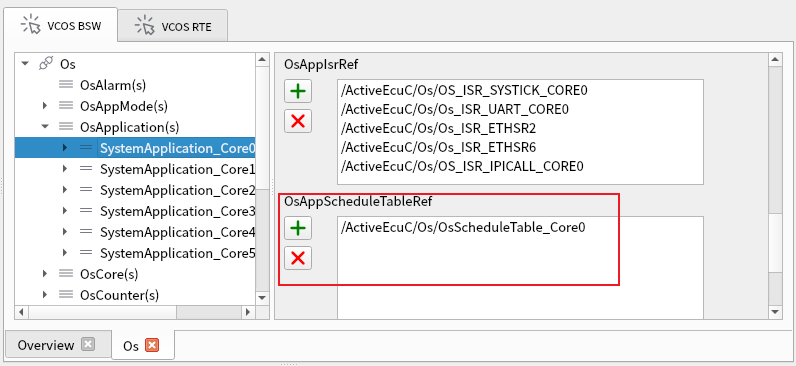 VCOS BSW
VCOS RTE
Os
OsAlarm(s)
OsAppMode(s)
OsApplication(s)
SystemApplication_Core0
SystemApplication_Core1
SystemApplication_Core2
SystemApplication_Core3
SystemApplication_Core4
SystemApplication_Core5
OsCore(s)
OsCounter(s)
OsAppIsrRef
/ActiveEcuC/Os/OS_ISR_SYSTICK_CORE0
/ActiveEcuC/Os/Os_ISR_UART_CORE0
/ActiveEcuC/Os/Os_ISR_ETHSR2
/ActiveEcuC/Os/Os_ISR_ETHSR6
/ActiveEcuC/Os/OS_ISR_IPICALL_CORE0
OsAppScheduleTableRef
/ActiveEcuC/Os/OsScheduleTable_Core0
Overview
Os